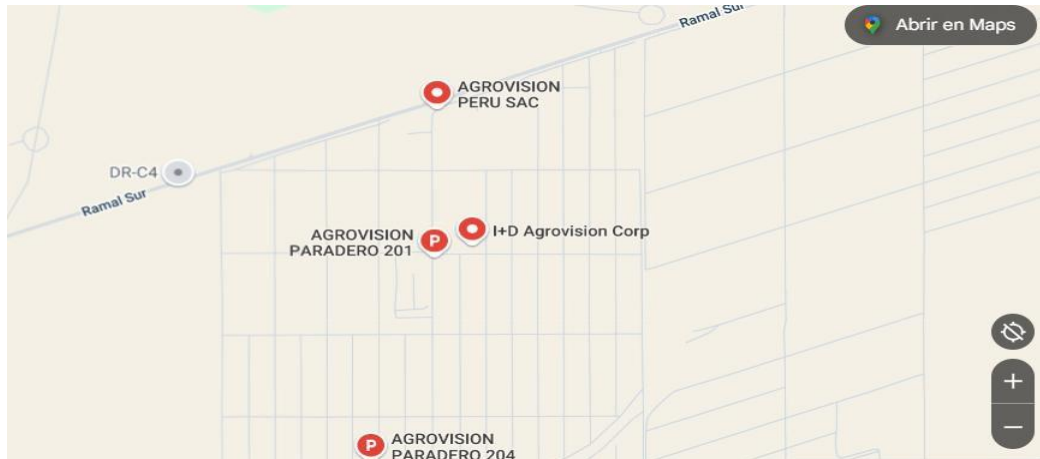 Ramal Sur
Abrir en Maps
AGROVISION
PERU SAC
DR-C4
Ramal Sur
AGROVISION
PARADERO 201
P
I+D Agrovision Corp
P
AGROVISION
PARADERO 204